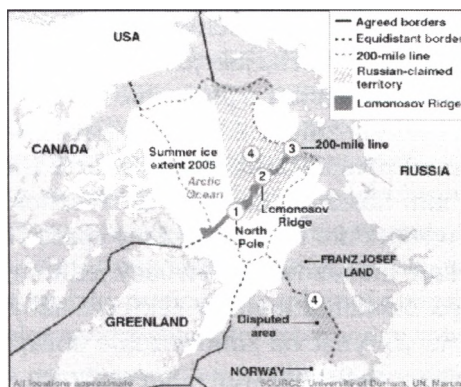 Agreed borders
Equidistant border
200-mile line
Russian-claimed
territory
Lomonosov Ridge
USA
CANADA
Summer ice
extent 2005
Arctic
Ocean
4
3
200-mile line
2
RUSSIA
1
Lomonosov
Ridge
North
Pole
FRANZ JOSEF
LAND
4
GREENLAND
Disputed
area
NORWAY
All locations approximate
SOURCE: University of Durham, UN,